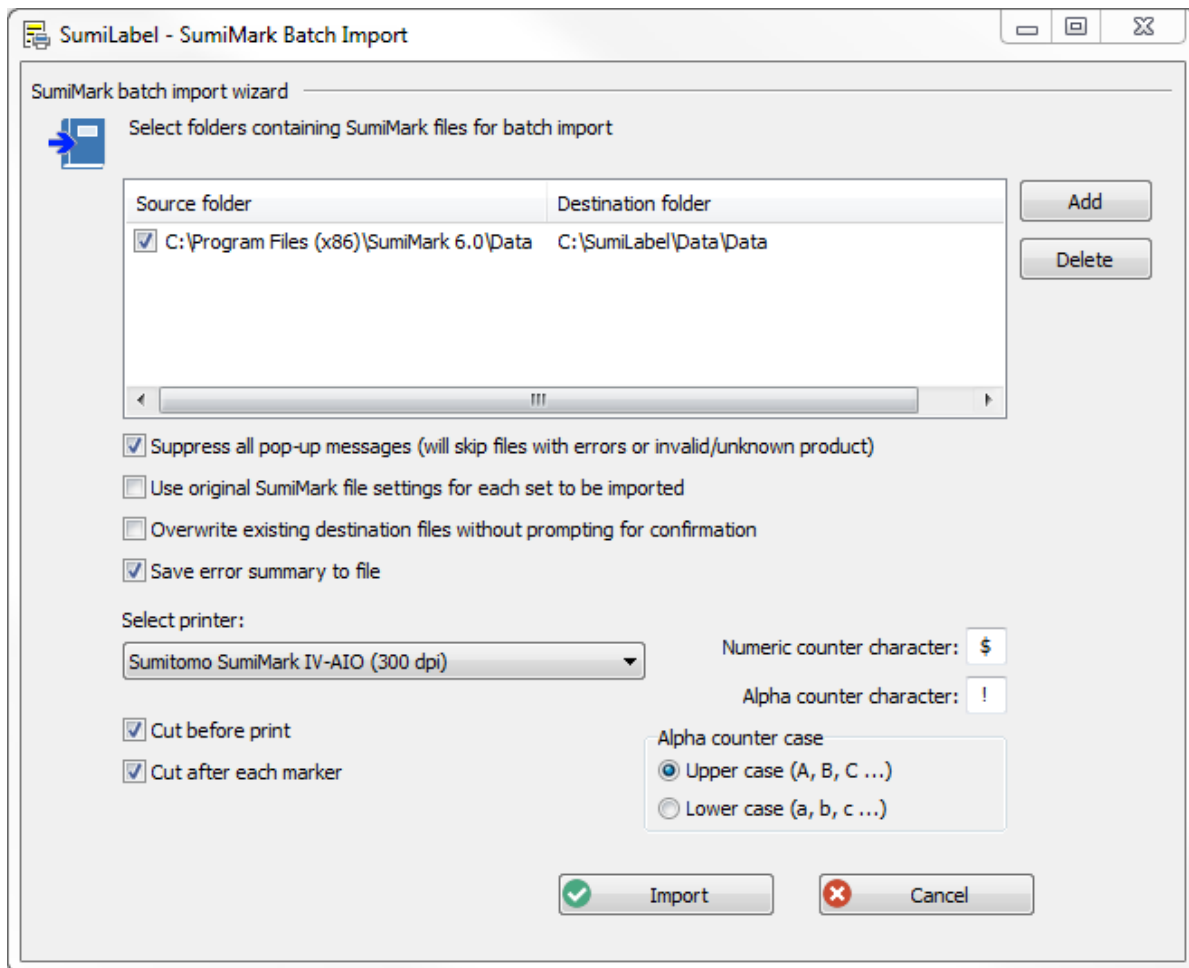 SumiLabel - SumiMark Batch Import
SumiMark batch import wizard
Select folders containing SumiMark files for batch import
Source folder Destination folder
C:\Program Files (x86)\SumiMark 6.0\Data C:\SumiLabel\Data\Data
Add
Delete
Suppress all pop-up messages (will skip files with errors or invalid/unknown product)
Use original SumiMark file settings for each set to be imported
Overwrite existing destination files without prompting for confirmation
Save error summary to file
Select printer:
Sumitomo SumiMark IV-AIO (300 dpi)
Numeric counter character: $
Alpha counter character: !
Cut before print
Cut after each marker
Alpha counter case
Upper case (A, B, C ...)
Lower case (a, b, c ...)
Import Cancel